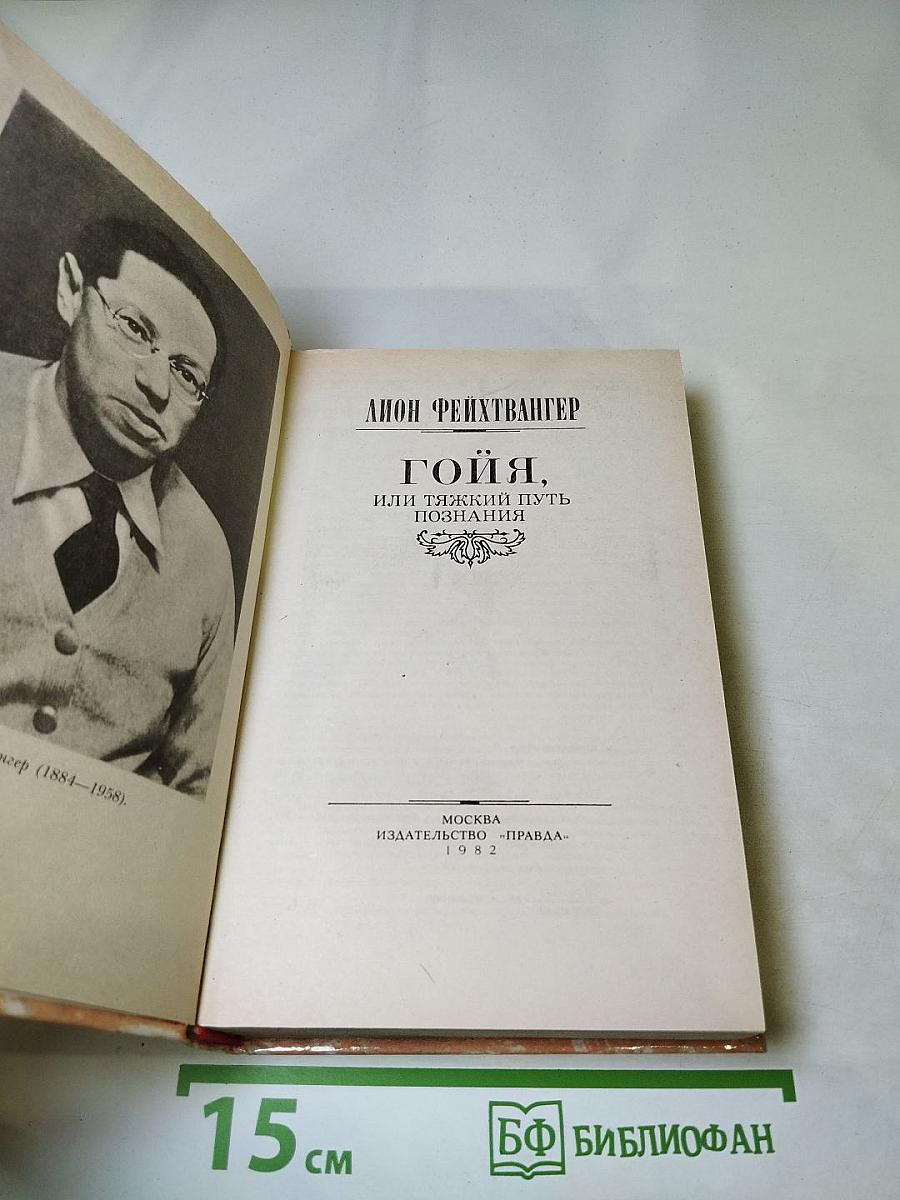 нгер (1884—1958).
ЛИОН ФЕЙХТВАНГЕР
ГОЙЯ,
ИЛИ ТЯЖКИЙ ПУТЬ
ПОЗНАНИЯ
МОСКВА
ИЗДАТЕЛЬСТВО «ПРАВДА»
1982
15 см
БФ БИБЛИОФАН